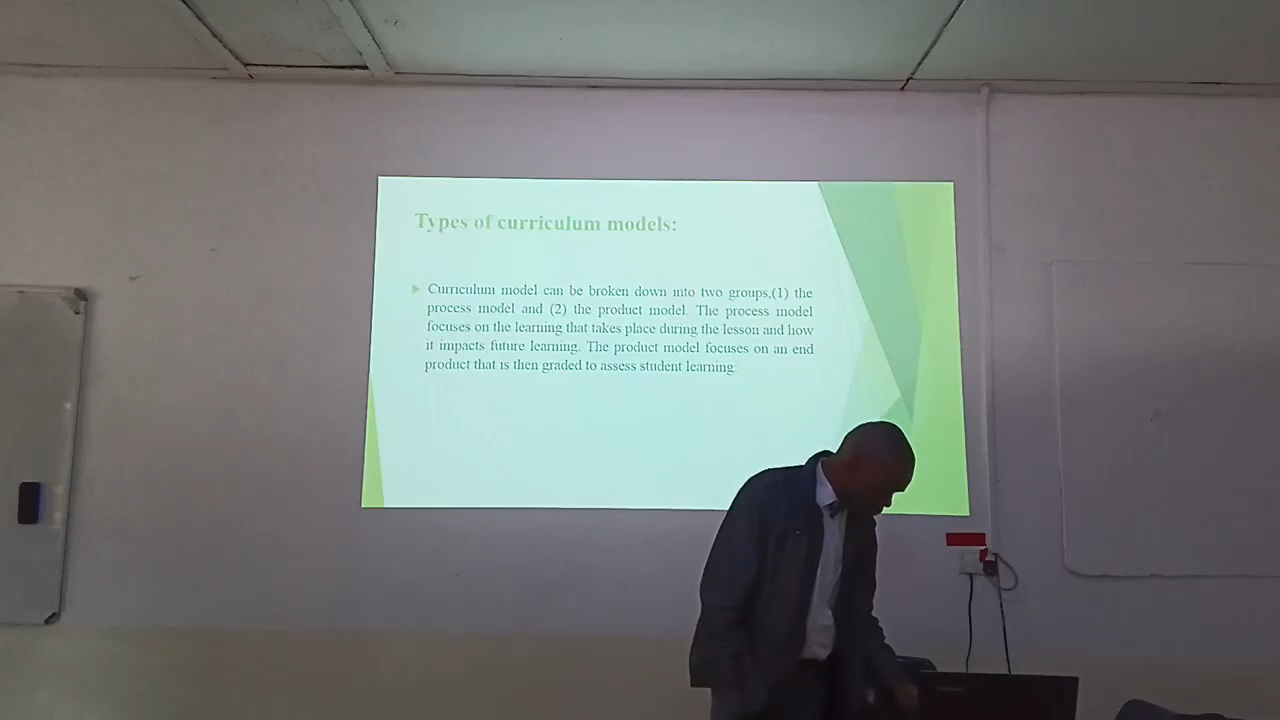 Types of curriculum models:
Curriculum model can be broken down into two groups,(1) the
process model and (2) the product model. The process model
focuses on the learning that takes place during the lesson and how
it impacts future learning. The product model focuses on an end
product that is then graded to assess student learning.